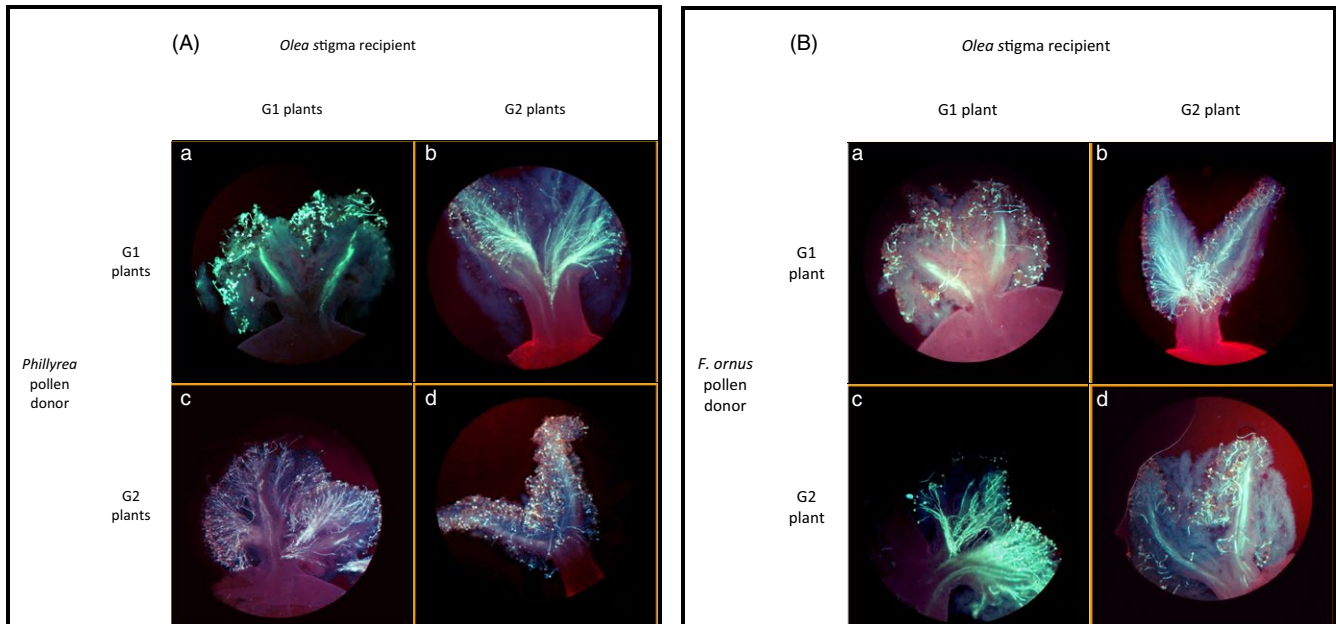 (A)
Olea stigma recipient
G1 plants
G2 plants
a
b
G1
plants
Phillyrea
pollen
donor
c
d
G2
plants
(B)
Olea stigma recipient
G1 plant
G2 plant
a
b
G1
plant
F. ornus
pollen
donor
c
d
G2
plant